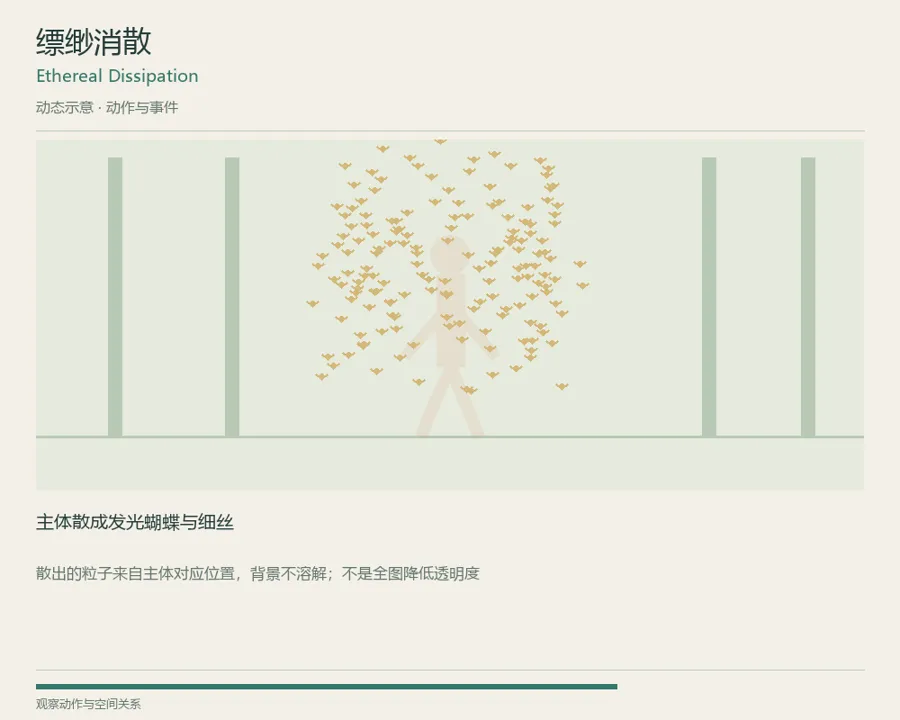 缥缈消散
Ethereal Dissipation
动态示意 · 动作与事件
主体散成发光蝴蝶与细丝
散出的粒子来自主体对应位置，背景不溶解；不是全图降低透明度
观察动作与空间关系